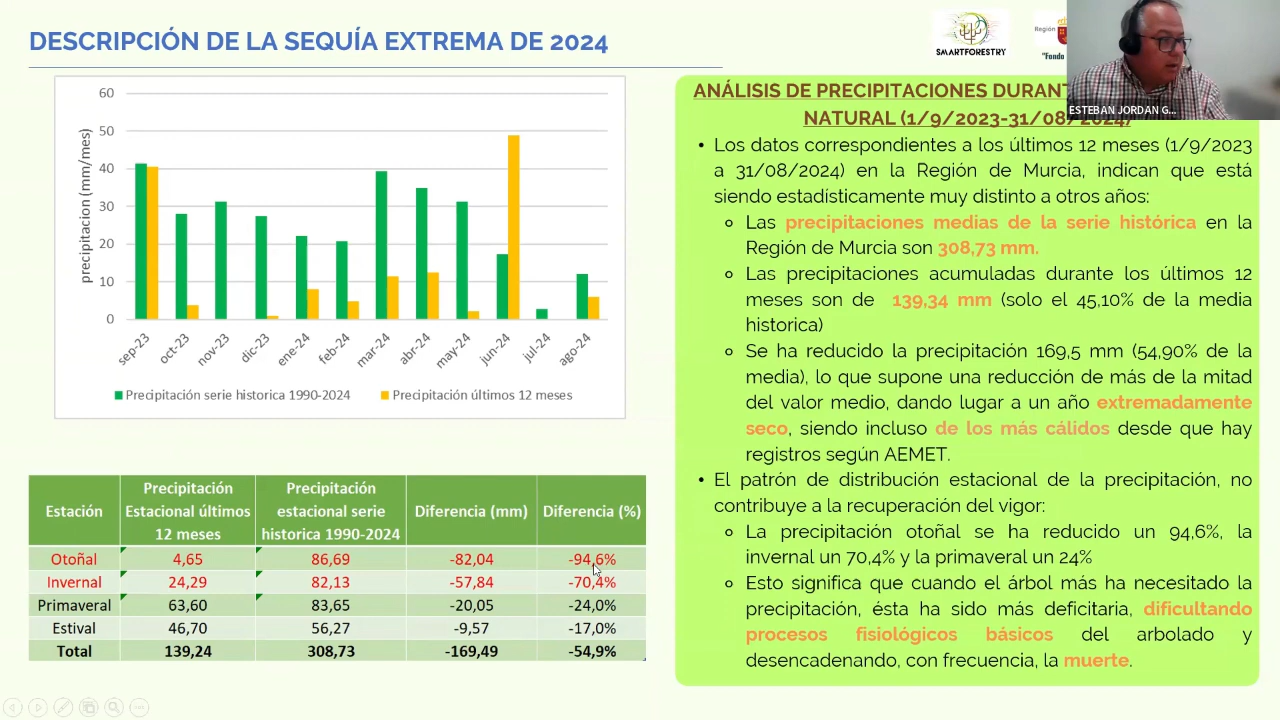 DESCRIPCIÓN DE LA SEQUÍA EXTREMA DE 2024
SMARTFORESTRY
Región
"Fondo
ESTEBAN JORDAN G...
60
50
40
30
20
10
0
precipitacion (mm/mes)
sep-23 oct-23 nov-23 dic-23 ene-24 feb-24 mar-24 abr-24 may-24 jun-24 jul-24 ago-24
Precipitación serie historica 1990-2024 Precipitación últimos 12 meses
Estación Precipitación Estacional últimos 12 meses Precipitación estacional serie historica 1990-2024 Diferencia (mm) Diferencia (%)
Otoñal 4,65 86,69 -82,04 -94,6%
Invernal 24,29 82,13 -57,84 -70,4%
Primaveral 63,60 83,65 -20,05 -24,0%
Estival 46,70 56,27 -9,57 -17,0%
Total 139,24 308,73 -169,49 -54,9%
ANÁLISIS DE PRECIPITACIONES DURANT
NATURAL (1/9/2023-31/08/2024)
• Los datos correspondientes a los últimos 12 meses (1/9/2023
a 31/08/2024) en la Región de Murcia, indican que está
siendo estadísticamente muy distinto a otros años:
Las precipitaciones medias de la serie histórica en la
Región de Murcia son 308,73 mm.
Las precipitaciones acumuladas durante los últimos 12
meses son de 139,34 mm (solo el 45,10% de la media
historica)
Se ha reducido la precipitación 169,5 mm (54,90% de la
media), lo que supone una reducción de más de la mitad
del valor medio, dando lugar a un año extremadamente
seco, siendo incluso de los más cálidos desde que hay
registros según AEMET.
• El patrón de distribución estacional de la precipitación, no
contribuye a la recuperación del vigor:
La precipitación otoñal se ha reducido un 94,6%, la
invernal un 70,4% y la primaveral un 24%
Esto significa que cuando el árbol más ha necesitado la
precipitación, ésta ha sido más deficitaria, dificultando
procesos fisiológicos básicos del arbolado y
desencadenando, con frecuencia, la muerte.